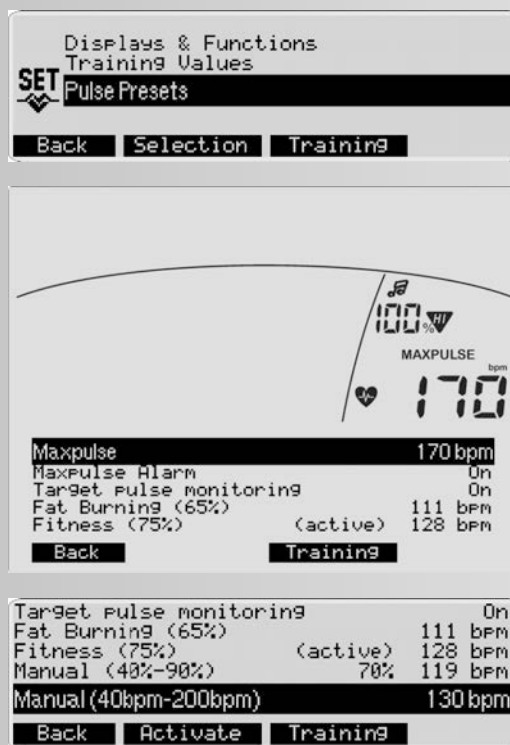 Displays & Functions
Training Values
SET
Pulse Presets
Back Selection Training
100% HI
MAXPULSE
bpm
170
Maxpulse 170 bpm
Maxpulse Alarm On
Target pulse monitoring On
Fat Burning (65%) 111 bpm
Fitness (75%) (active) 128 bpm
Back Training
Target pulse monitoring On
Fat Burning (65%) 111 bpm
Fitness (75%) (active) 128 bpm
Manual (40%-90%) 70% 119 bpm
Manual (40bpm-200bpm) 130 bpm
Back Activate Training